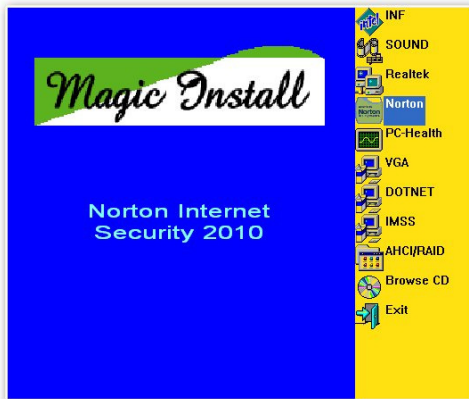 Magic Install
Norton Internet
Security 2010
intel
INF
SOUND
Realtek
Norton
PC-Health
VGA
DOTNET
IMSS
AHCI/RAID
Browse CD
Exit